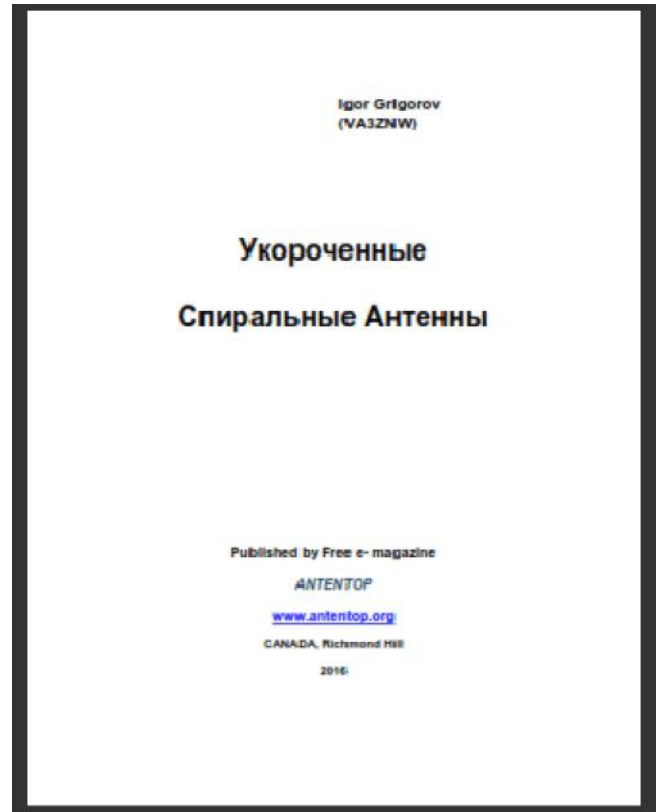 Igor Grigorov
(VA3ZNW)
Укороченные
Спиральные Антенны
Published by Free e- magazine
ANTENTOP
www.antentop.org
CANADA, Richmond Hill
2016